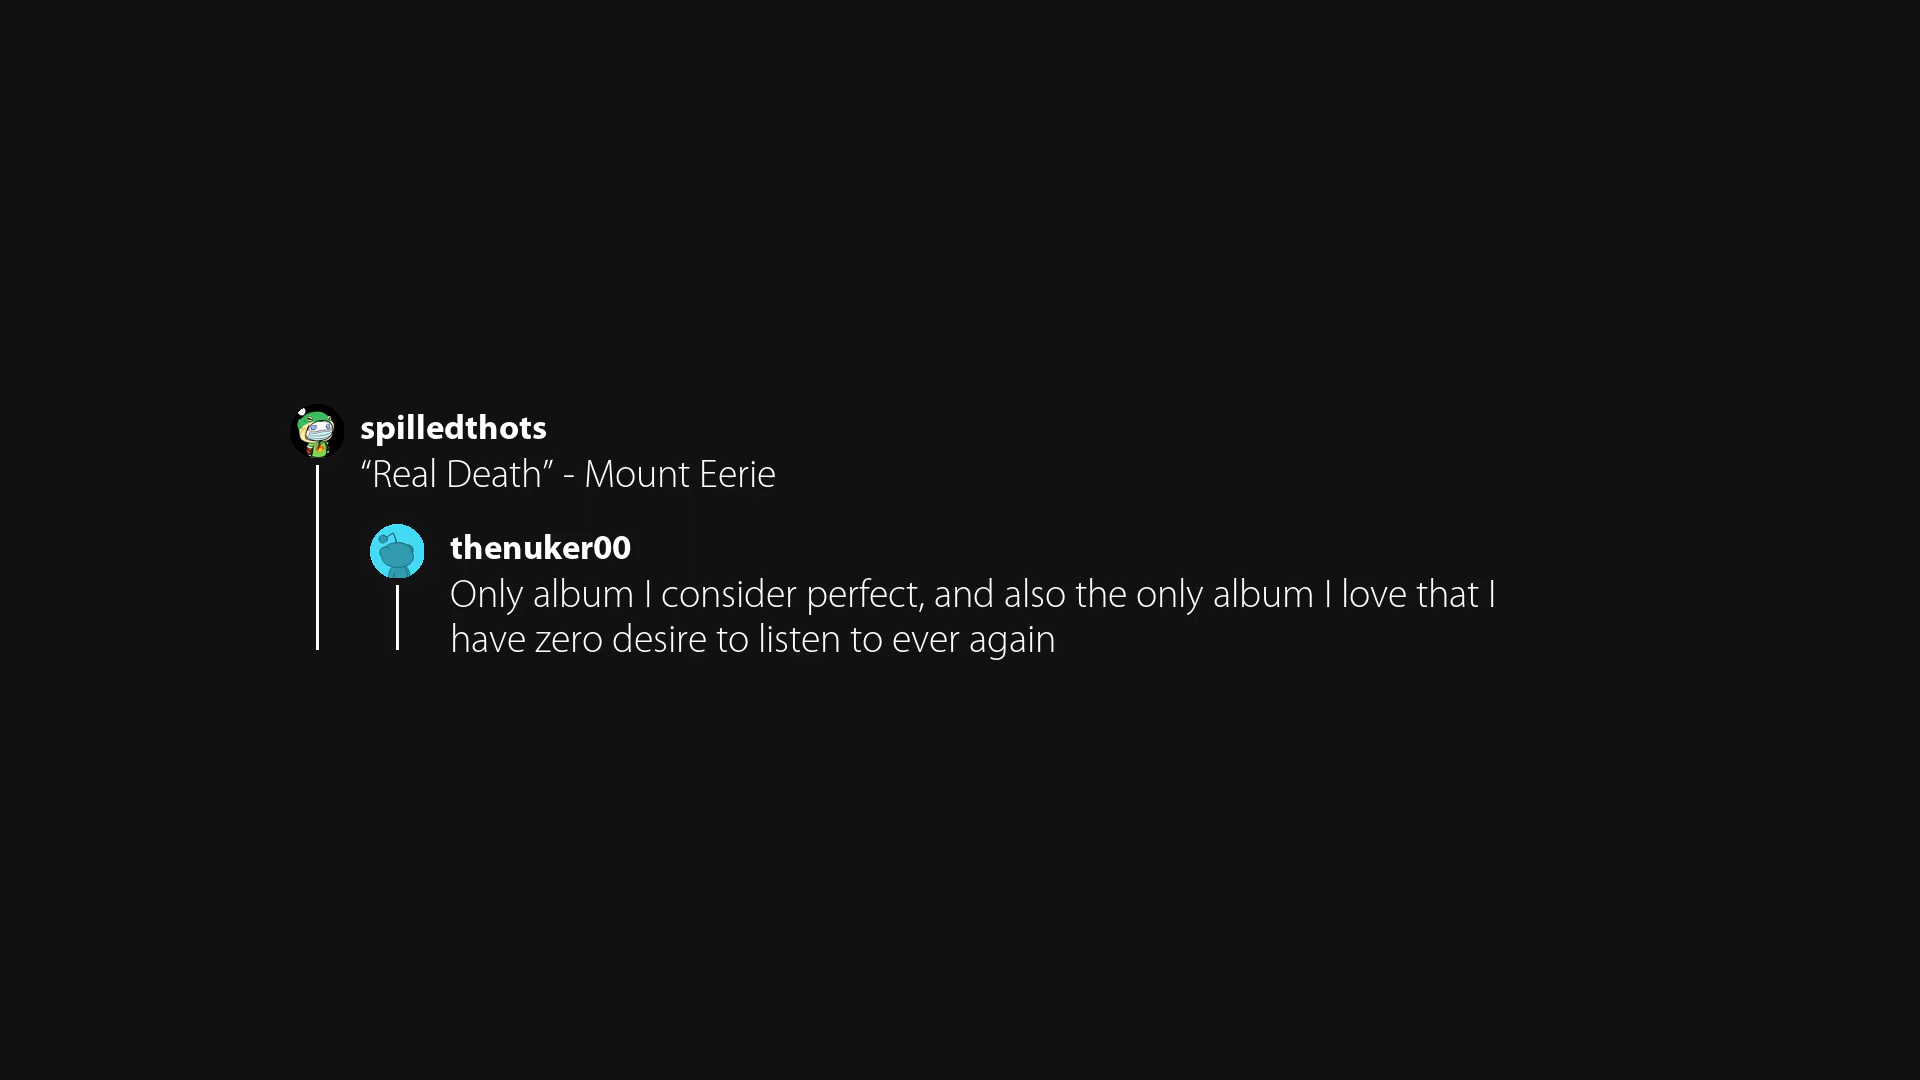 spilledthots
“Real Death” - Mount Eerie
thenuker00
Only album I consider perfect, and also the only album I love that I
have zero desire to listen to ever again